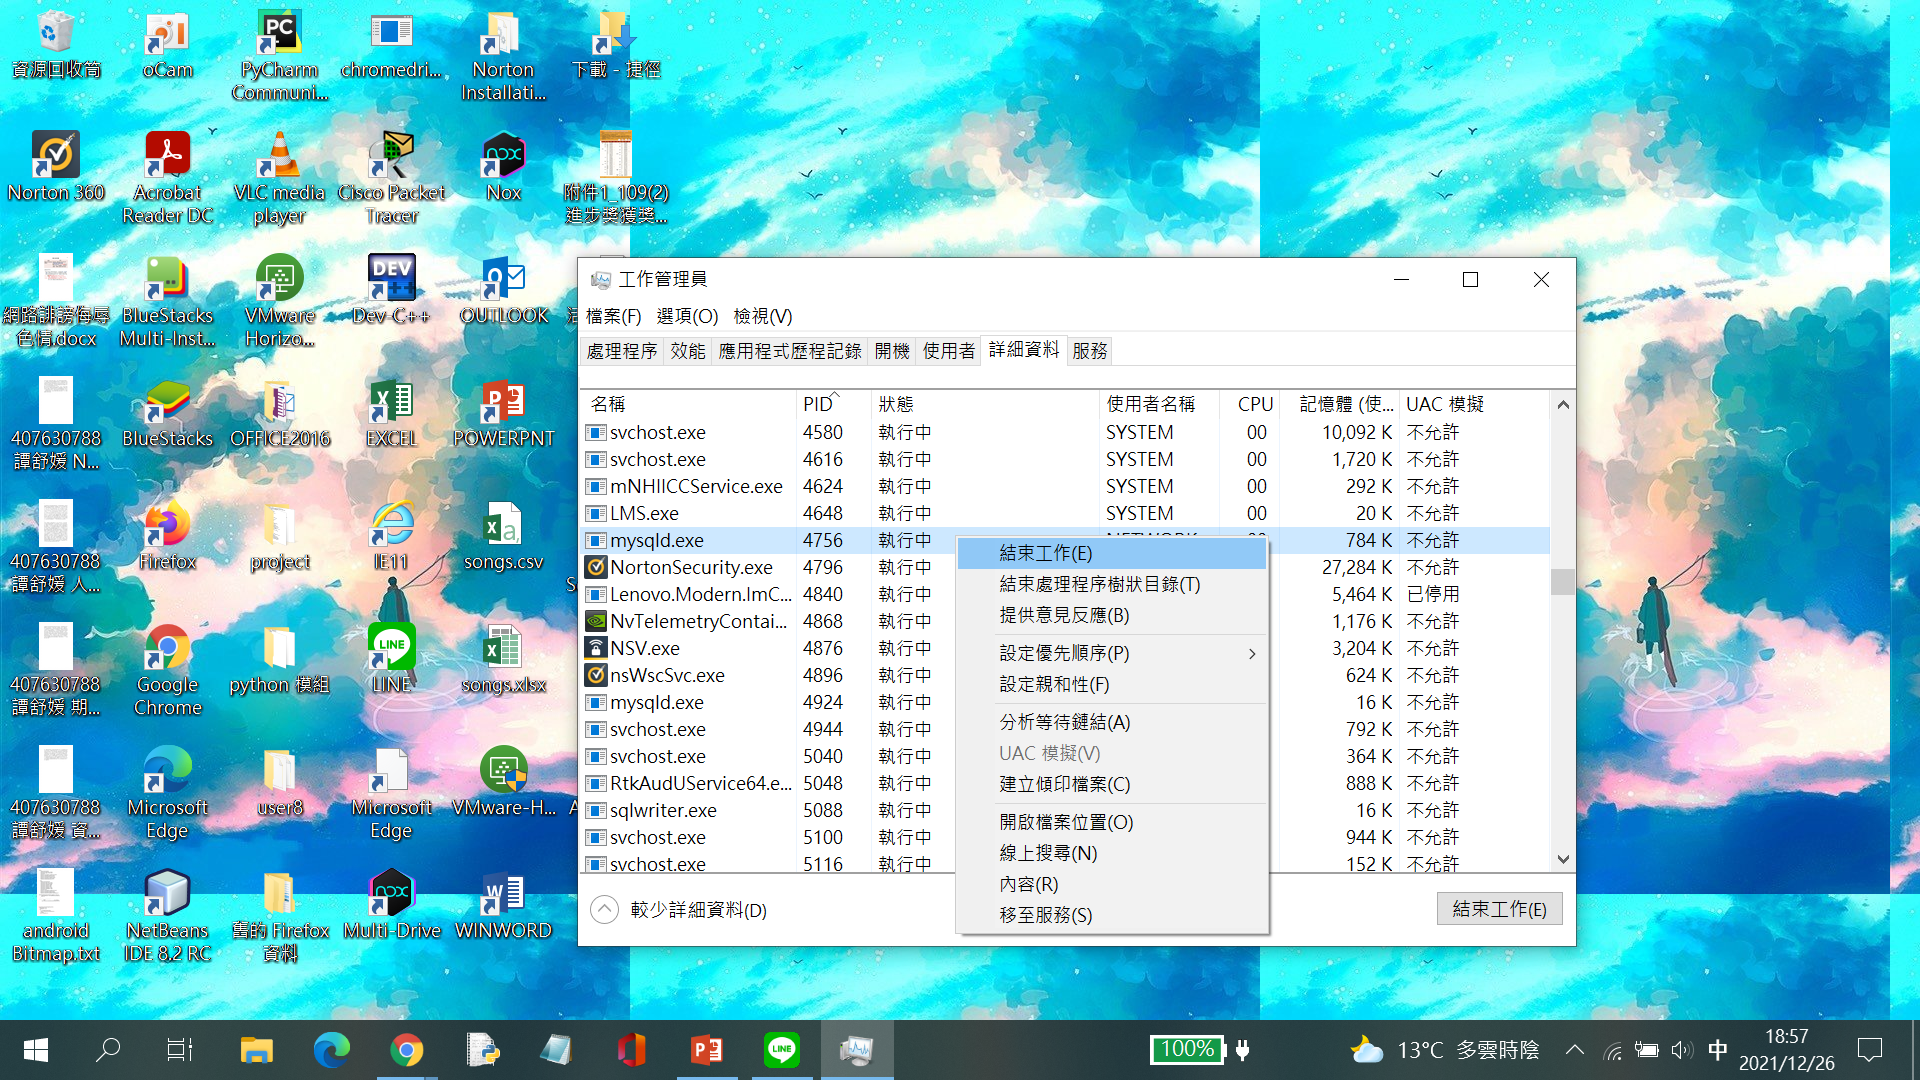 資源回收筒
oCam
PyCharm
Communi...
chromedri...
Norton
Installati...
下載 - 捷徑
Norton 360
Acrobat
Reader DC
VLC media
player
Cisco Packet
Tracer
Nox
附件1_109(2)
進步獎獲獎...
網路誹謗侮辱
色情.docx
BlueStacks
Multi-Inst...
VMware
Horizo...
Dev-C++
OUTLOOK
407630788
譚舒媛 N...
BlueStacks
OFFICE2016
EXCEL
POWERPNT
407630788
譚舒媛 人...
Firefox
project
IE11
songs.csv
407630788
譚舒媛 期...
Google
Chrome
python 模組
LINE
songs.xlsx
407630788
譚舒媛 資...
Microsoft
Edge
user8
Microsoft
Edge
VMware-H...
android
Bitmap.txt
NetBeans
IDE 8.2 RC
舊的 Firefox
資料
Multi-Drive
WINWORD
工作管理員
檔案(F) 選項(O) 檢視(V)
處理程序 效能 應用程式歷程記錄 開機 使用者 詳細資料 服務
名稱 PID 狀態 使用者名稱 CPU 記憶體 (使... UAC 模擬
svchost.exe 4580 執行中 SYSTEM 00 10,092 K 不允許
svchost.exe 4616 執行中 SYSTEM 00 1,720 K 不允許
mNHIICCService.exe 4624 執行中 SYSTEM 00 292 K 不允許
LMS.exe 4648 執行中 SYSTEM 00 20 K 不允許
mysqld.exe 4756 執行中 784 K 不允許
NortonSecurity.exe 4796 執行中 27,284 K 不允許
Lenovo.Modern.ImC... 4840 執行中 5,464 K 已停用
NvTelemetryContai... 4868 執行中 1,176 K 不允許
NSV.exe 4876 執行中 3,204 K 不允許
nsWscSvc.exe 4896 執行中 624 K 不允許
mysqld.exe 4924 執行中 16 K 不允許
svchost.exe 4944 執行中 792 K 不允許
svchost.exe 5040 執行中 364 K 不允許
RtkAudUService64.e... 5048 執行中 888 K 不允許
sqlwriter.exe 5088 執行中 16 K 不允許
svchost.exe 5100 執行中 944 K 不允許
svchost.exe 5116 執行中 152 K 不允許
結束工作(E)
結束處理程序樹狀目錄(T)
提供意見反應(B)
設定優先順序(P)
設定親和性(F)
分析等待鏈結(A)
UAC 模擬(V)
建立傾印檔案(C)
開啟檔案位置(O)
線上搜尋(N)
內容(R)
移至服務(S)
較少詳細資料(D)
結束工作(E)
100%
13°C 多雲時陰
中
18:57
2021/12/26